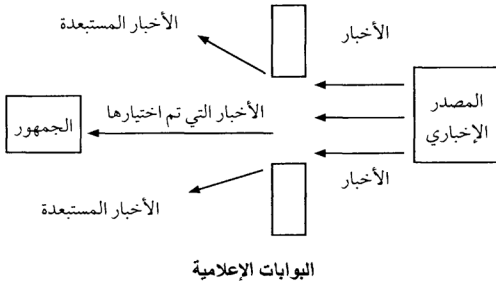 الأخبار
الأخبار المستبعدة
المصدر
الإخباري
الأخبار التي تم اختيارها
الجمهور
الأخبار
الأخبار المستبعدة
البوابات الإعلامية